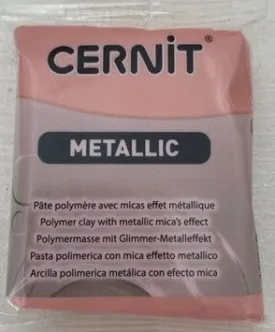 CERNIT®
METALLIC
Pâte polymère avec micas effet métallique
Polymer clay with metallic mica's effect
Polymermasse mit Glimmer-Metalleffekt
Pasta polimerica con mica effetto metallico
Arcilla polimerica metálica con efecto mica